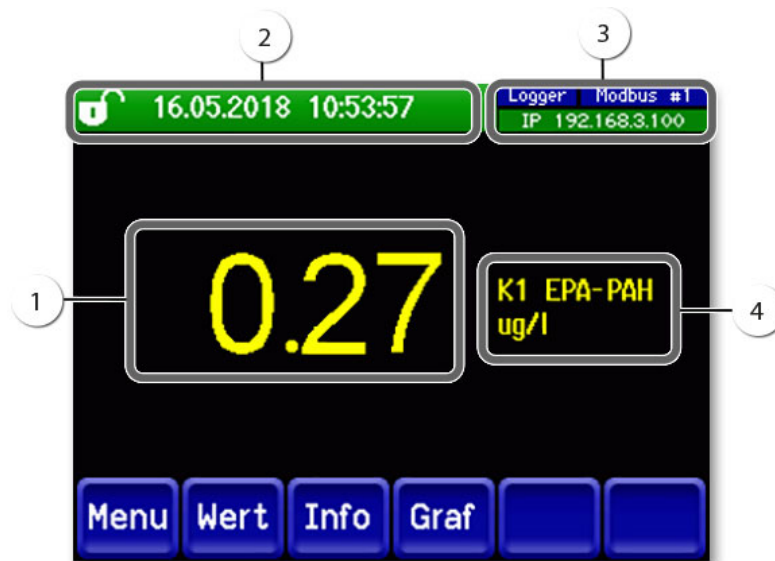 2
3
16.05.2018 10:53:57
Logger Modbus #1
IP 192.168.3.100
1
0.27
K1 EPA-PAH
ug/l
4
Menu Wert Info Graf